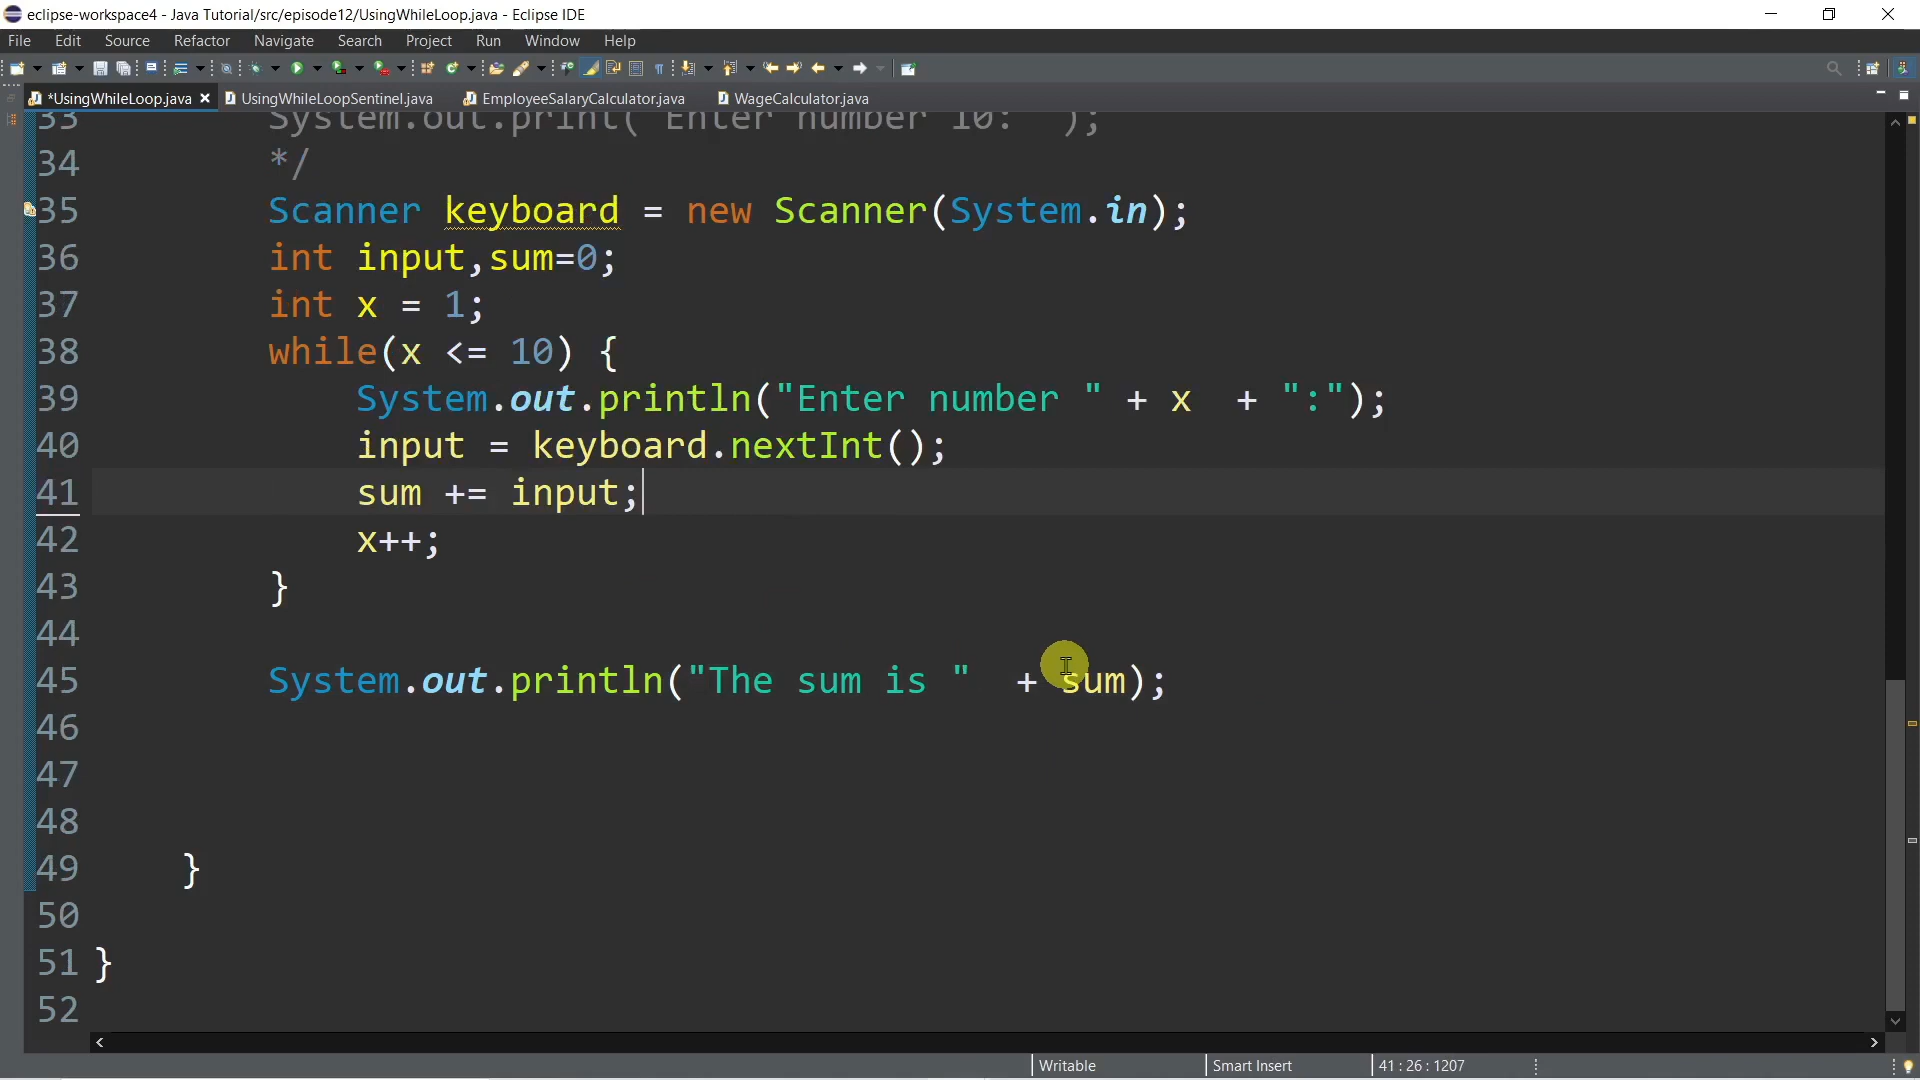 eclipse-workspace4 - Java Tutorial/src/episode12/UsingWhileLoop.java - Eclipse IDE
File Edit Source Refactor Navigate Search Project Run Window Help
*UsingWhileLoop.java UsingWhileLoopSentinel.java EmployeeSalaryCalculator.java WageCalculator.java
33 System.out.print("Enter number 10: ");
34 */
35 Scanner keyboard = new Scanner(System.in);
36 int input,sum=0;
37 int x = 1;
38 while(x <= 10) {
39 System.out.println("Enter number " + x  + ":");
40 input = keyboard.nextInt();
41 sum += input;
42 x++;
43 }
44
45 System.out.println("The sum is "  + sum);
46
47
48
49 }
50
51 }
52
Writable Smart Insert 41 : 26 : 1207